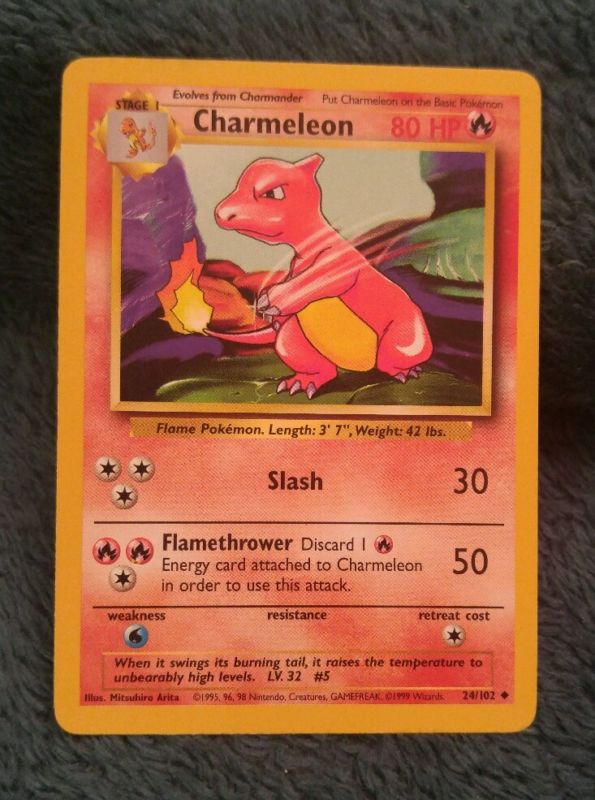 Evolves from Charmander Put Charmeleon on the Basic Pokémon
STAGE 1
Charmeleon 80 HP
Flame Pokémon. Length: 3' 7", Weight: 42 lbs.
Slash 30
Flamethrower Discard 1
Energy card attached to Charmeleon
in order to use this attack.
50
weakness resistance retreat cost
When it swings its burning tail, it raises the temperature to
unbearably high levels. LV. 32 #5
Illus. Mitsuhiro Arita ©1995, 96, 98 Nintendo, Creatures, GAMEFREAK. ©1999 Wizards. 24/102